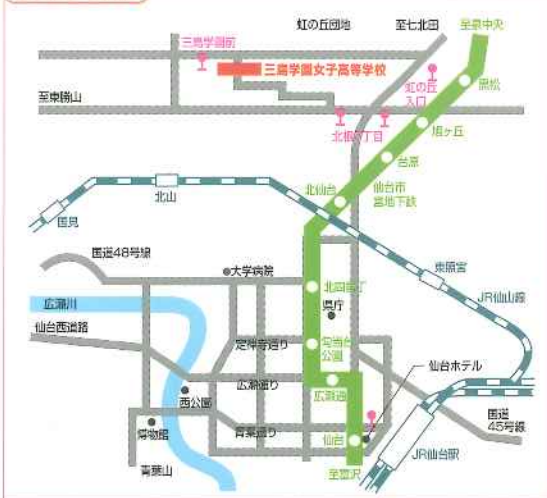 虹の丘団地
至七北田
至泉中央
三島学園前
三島学園女子高等学校
虹の丘
入口
黒松
至東勝山
北根二丁目
旭ヶ丘
台原
北山
北仙台
仙台市
営地下鉄
国見
国道48号線
大学病院
東照宮
広瀬川
北四番丁
県庁
JR仙山線
仙台西道路
定禅寺通り
勾当台
公園
仙台ホテル
広瀬通り
西公園
広瀬通
博物館
青葉通り
仙台
国道
45号線
青葉山
至富沢
JR仙台駅